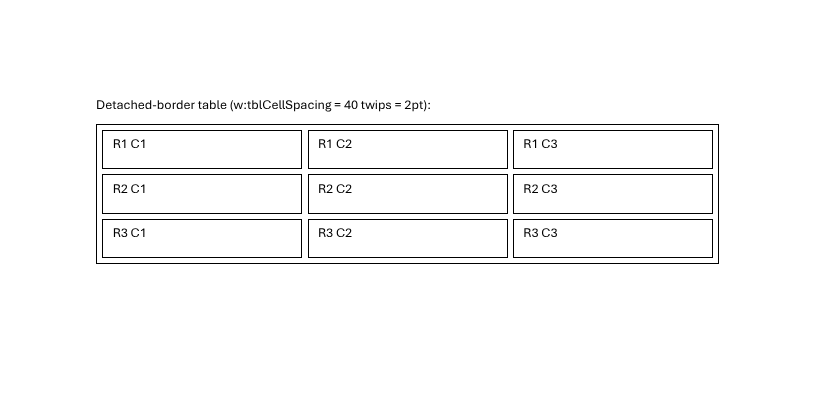 Detached-border table (w:tblCellSpacing = 40 twips = 2pt):
R1 C1 R1 C2 R1 C3
R2 C1 R2 C2 R2 C3
R3 C1 R3 C2 R3 C3